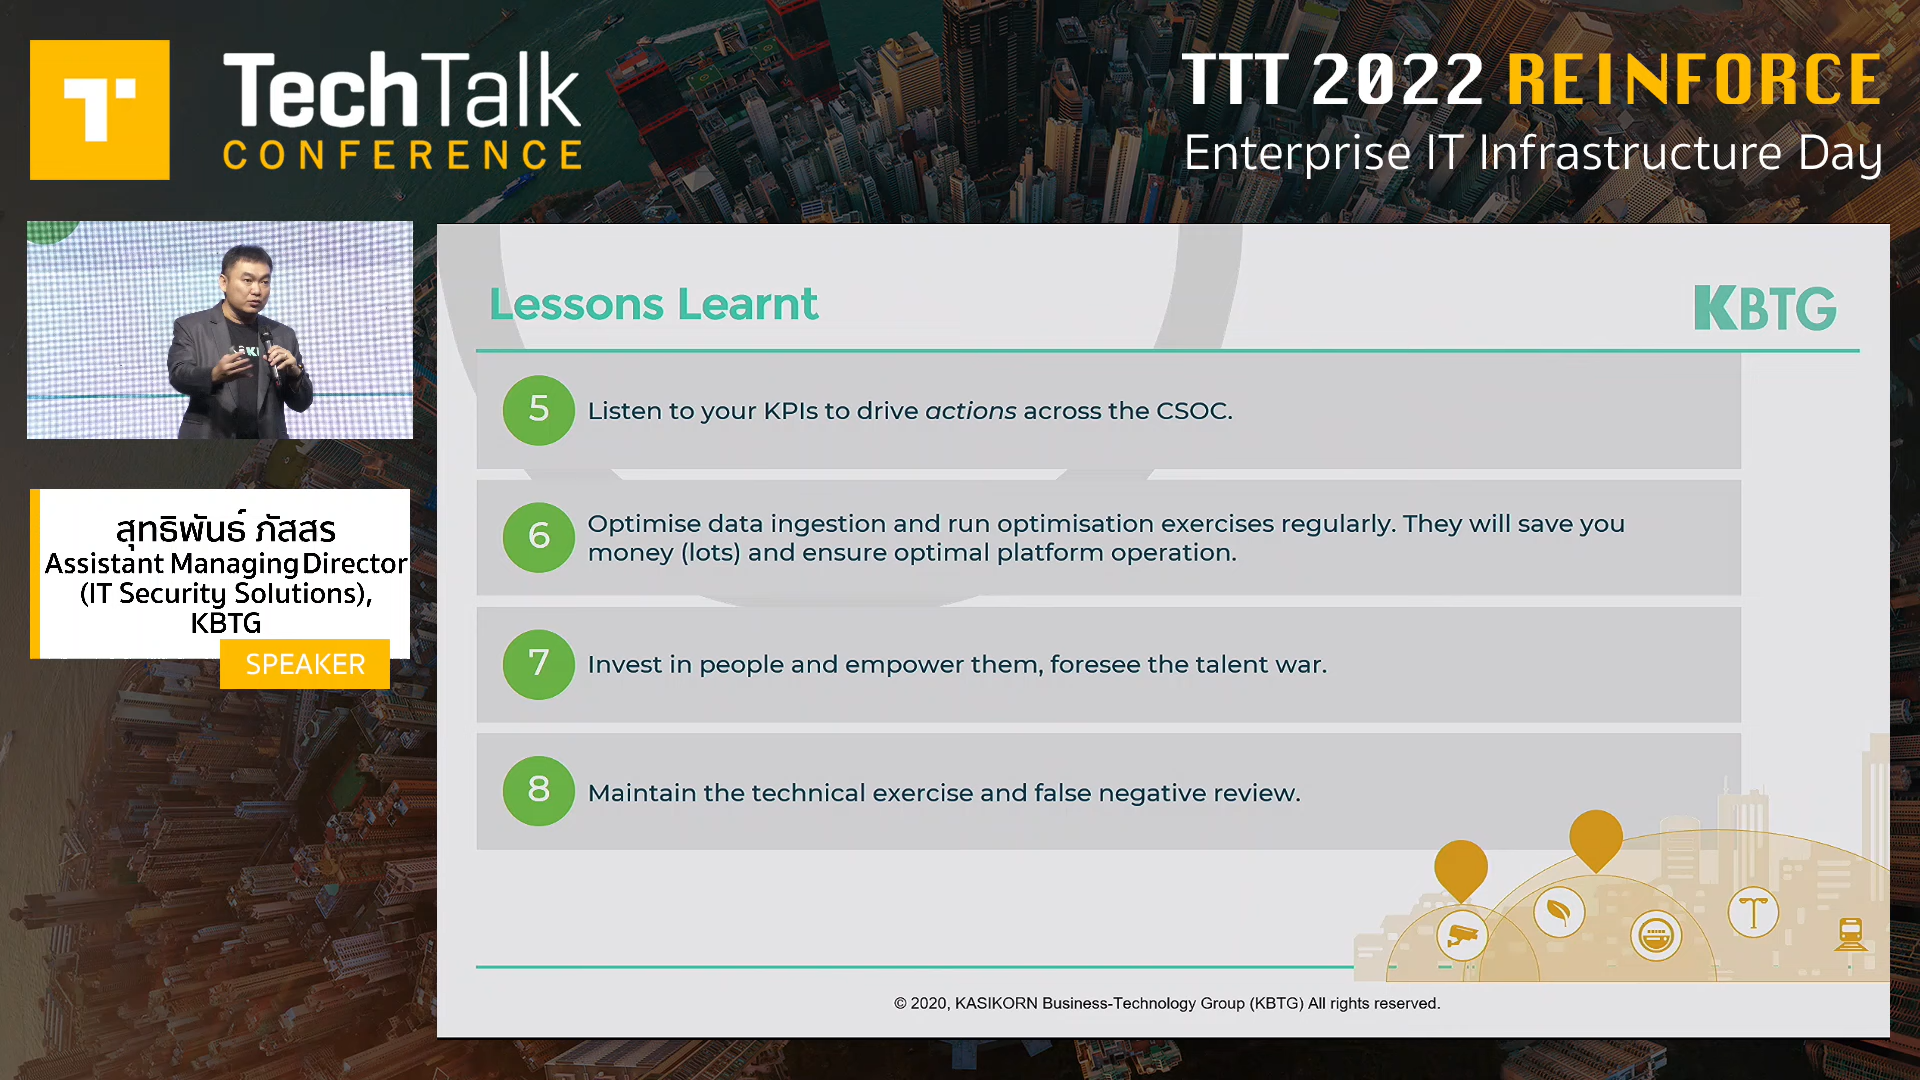 TechTalk
CONFERENCE
TTT 2022 REINFORCE
Enterprise IT Infrastructure Day
สุทธิพันธ์ ภัสสร
Assistant Managing Director
(IT Security Solutions),
KBTG
SPEAKER
Lessons Learnt
KBTG
5
Listen to your KPIs to drive actions across the CSOC.
6
Optimise data ingestion and run optimisation exercises regularly. They will save you
money (lots) and ensure optimal platform operation.
7
Invest in people and empower them, foresee the talent war.
8
Maintain the technical exercise and false negative review.
© 2020, KASIKORN Business-Technology Group (KBTG) All rights reserved.